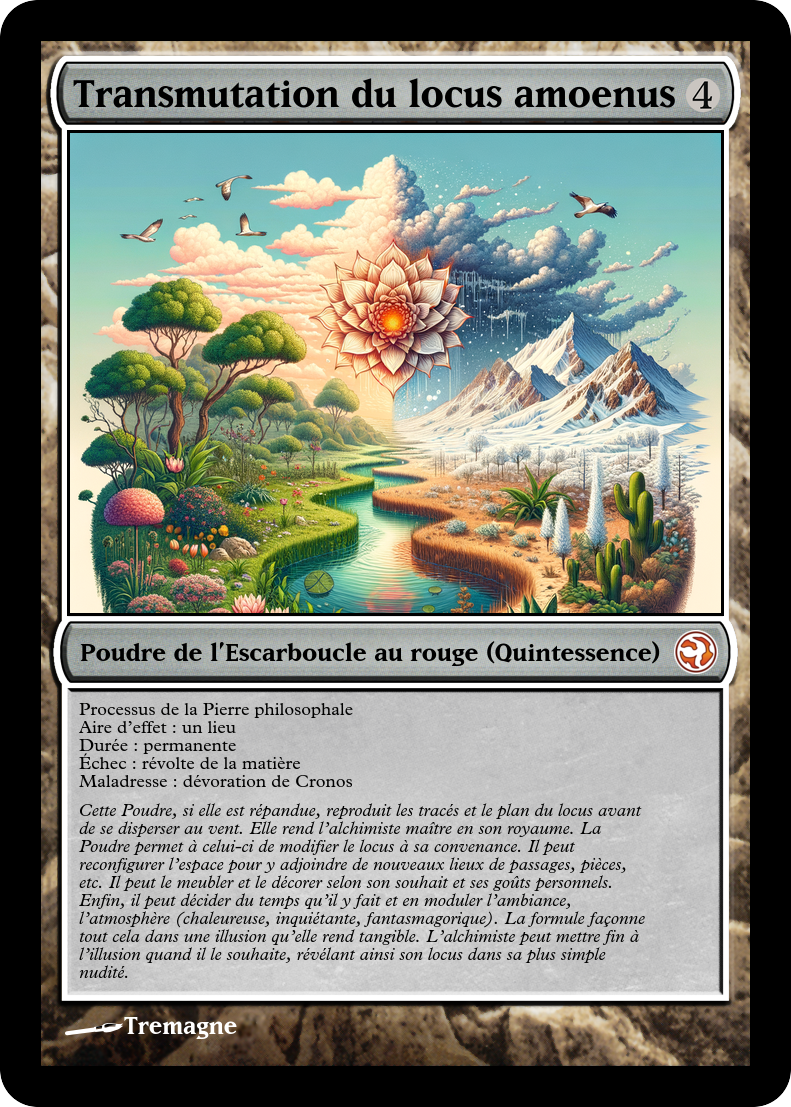 Transmutation du locus amoenus 4
Poudre de l'Escarboucle au rouge (Quintessence)
Processus de la Pierre philosophale
Aire d'effet : un lieu
Durée : permanente
Échec : révolte de la matière
Maladresse : dévoration de Cronos
Cette Poudre, si elle est répandue, reproduit les tracés et le plan du locus avant
de se disperser au vent. Elle rend l'alchimiste maître en son royaume. La
Poudre permet à celui-ci de modifier le locus à sa convenance. Il peut
reconfigurer l'espace pour y adjoindre de nouveaux lieux de passages, pièces,
etc. Il peut le meubler et le décorer selon son souhait et ses goûts personnels.
Enfin, il peut décider du temps qu'il y fait et en moduler l'ambiance,
l'atmosphère (chaleureuse, inquiétante, fantasmagorique). La formule façonne
tout cela dans une illusion qu'elle rend tangible. L'alchimiste peut mettre fin à
l'illusion quand il le souhaite, révélant ainsi son locus dans sa plus simple
nudité.
Tremagne